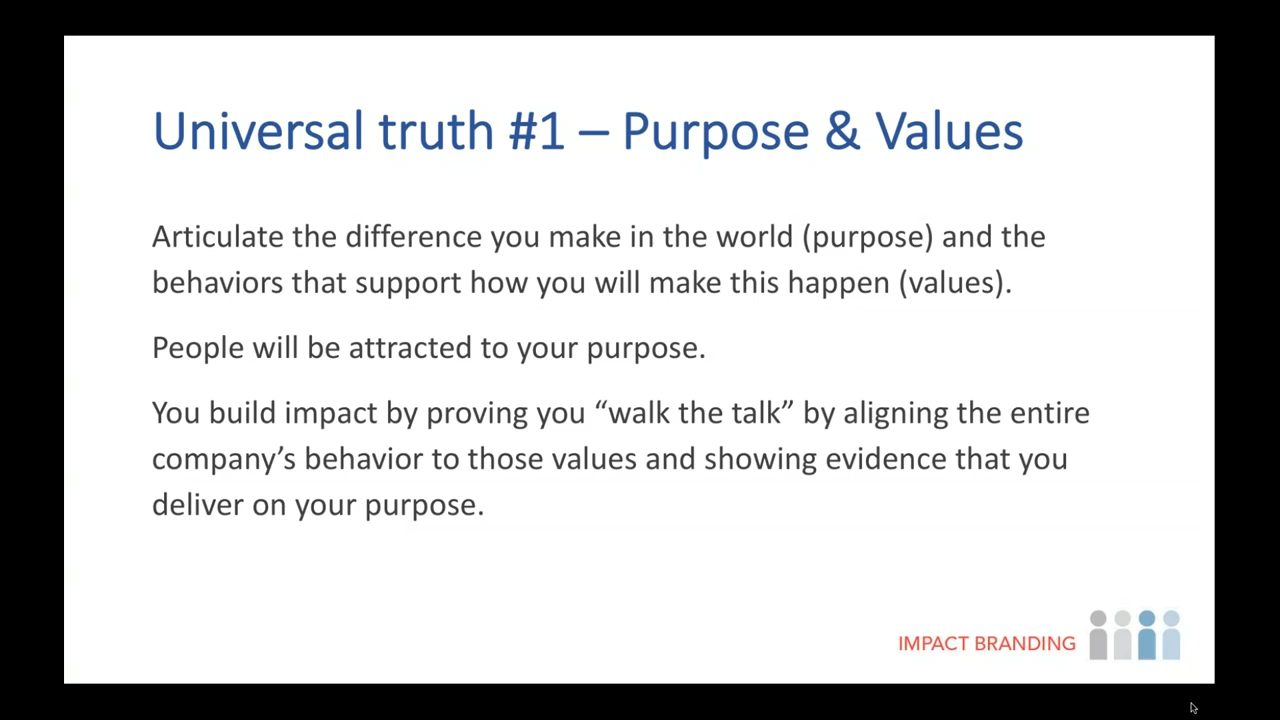 Universal truth #1 – Purpose & Values
Articulate the difference you make in the world (purpose) and the
behaviors that support how you will make this happen (values).
People will be attracted to your purpose.
You build impact by proving you “walk the talk” by aligning the entire
company’s behavior to those values and showing evidence that you
deliver on your purpose.
IMPACT BRANDING